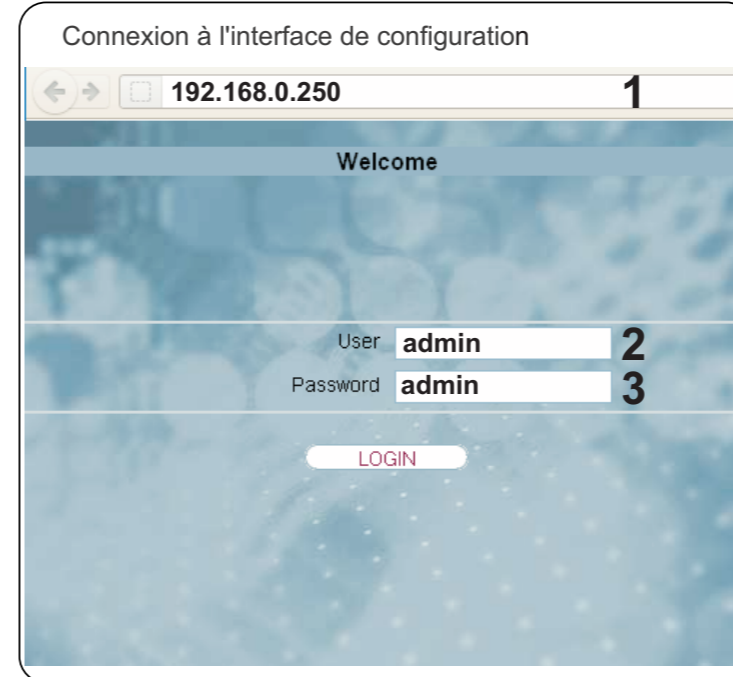 Connexion à l'interface de configuration
192.168.0.250 1
Welcome
User admin 2
Password admin 3
LOGIN